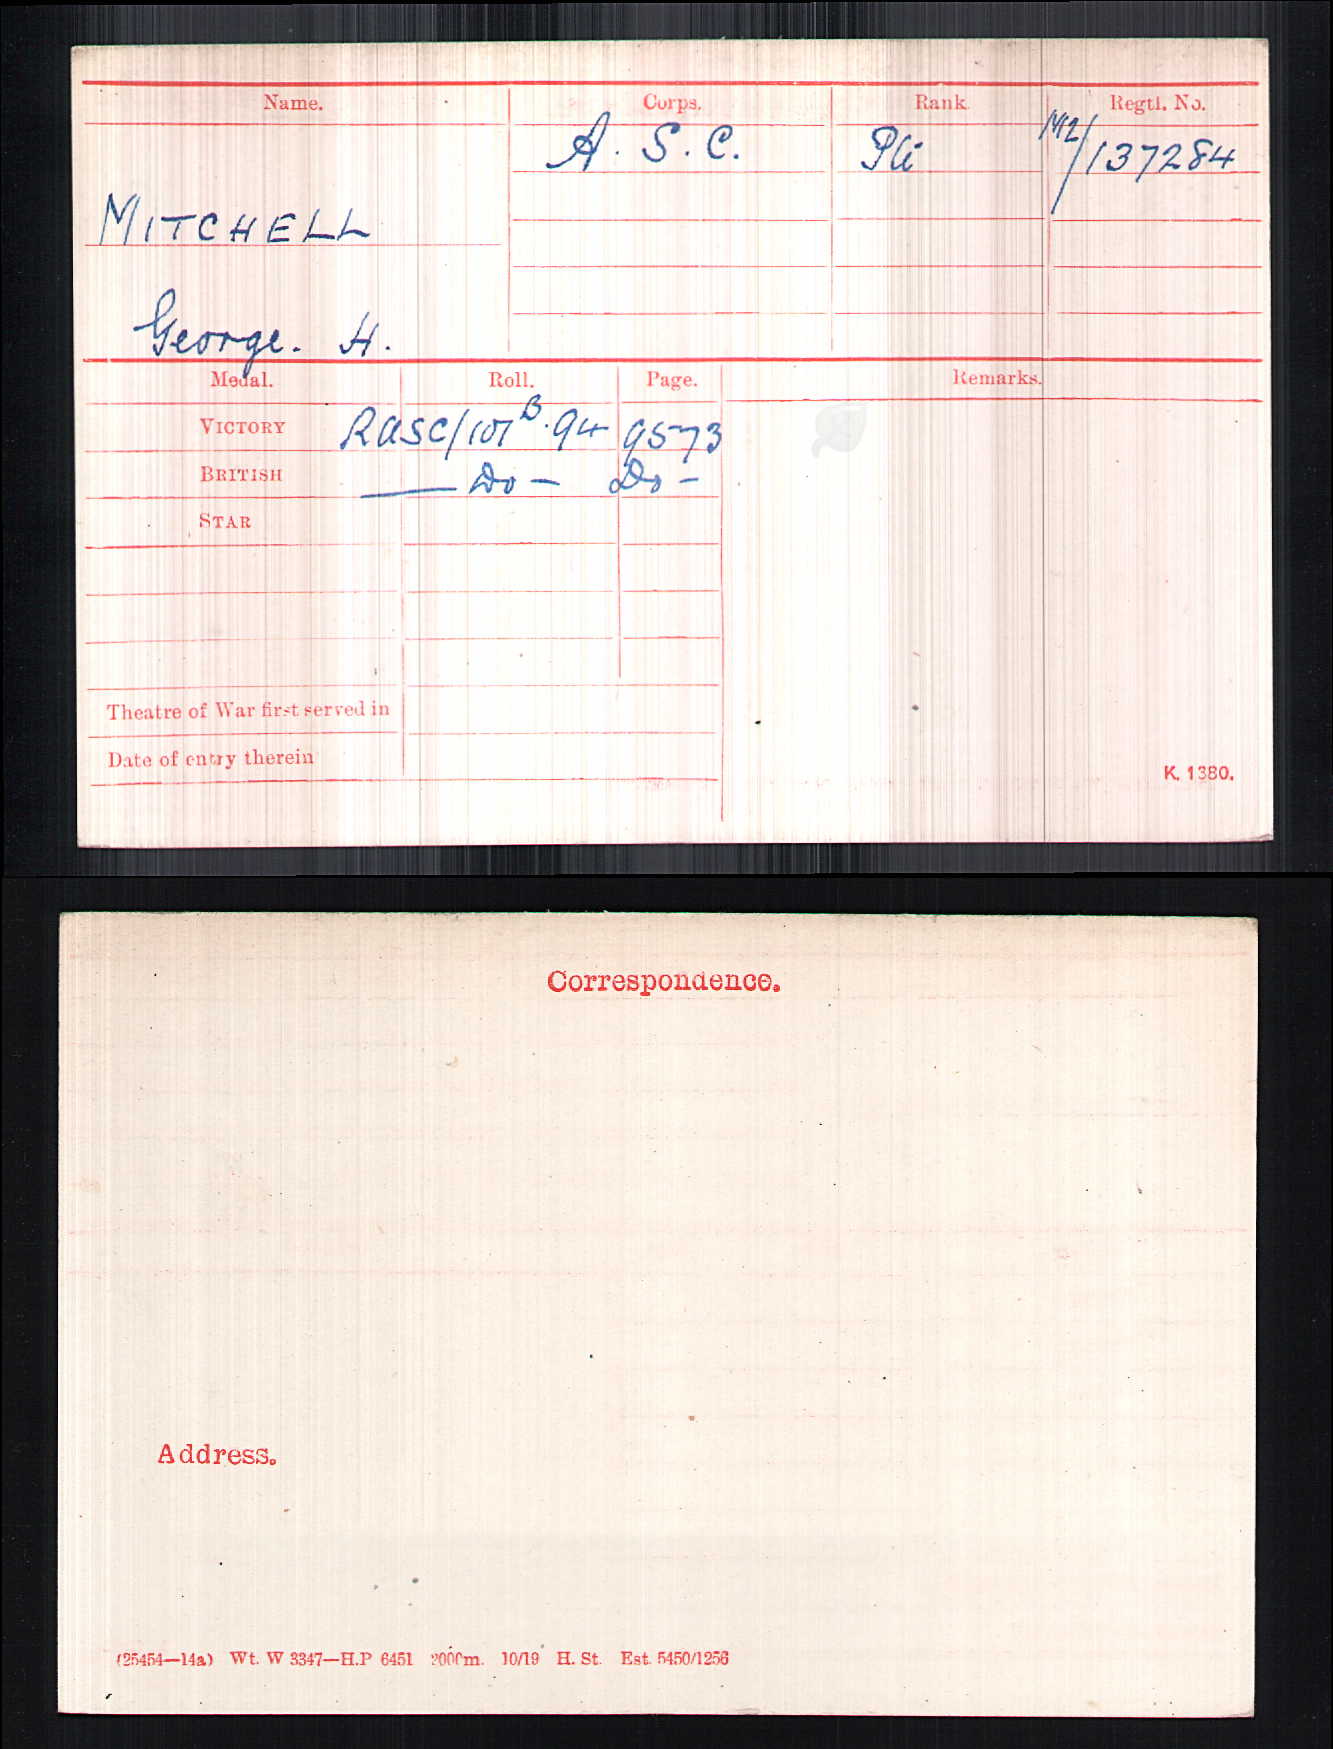 Name. Corps. Rank Regtl. No.
A. S. C. Pte M2/137284
MITCHELL
George. H.
Medal. Roll. Page. Remarks.
VICTORY RASC/101B. 94 9573
BRITISH — Do — Do —
STAR
Theatre of War first served in
Date of entry therein
K. 1380.
Correspondence.
Address.
(25454—14a) Wt. W 3347—H.P 6451 2000m. 10/19 H. St. Est. 5450/1256